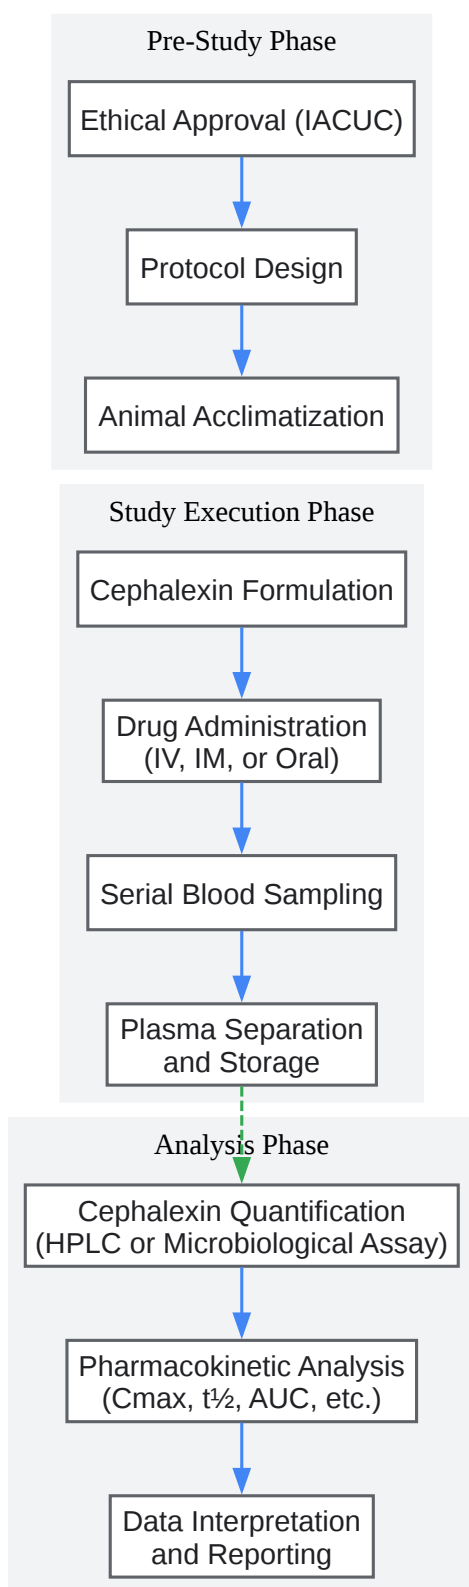 Pre-Study Phase
Ethical Approval (IACUC)
Protocol Design
Animal Acclimatization
Study Execution Phase
Cephalexin Formulation
Drug Administration
(IV, IM, or Oral)
Serial Blood Sampling
Plasma Separation
and Storage
Analysis Phase
Cephalexin Quantification
(HPLC or Microbiological Assay)
Pharmacokinetic Analysis
(Cmax, t½, AUC, etc.)
Data Interpretation
and Reporting